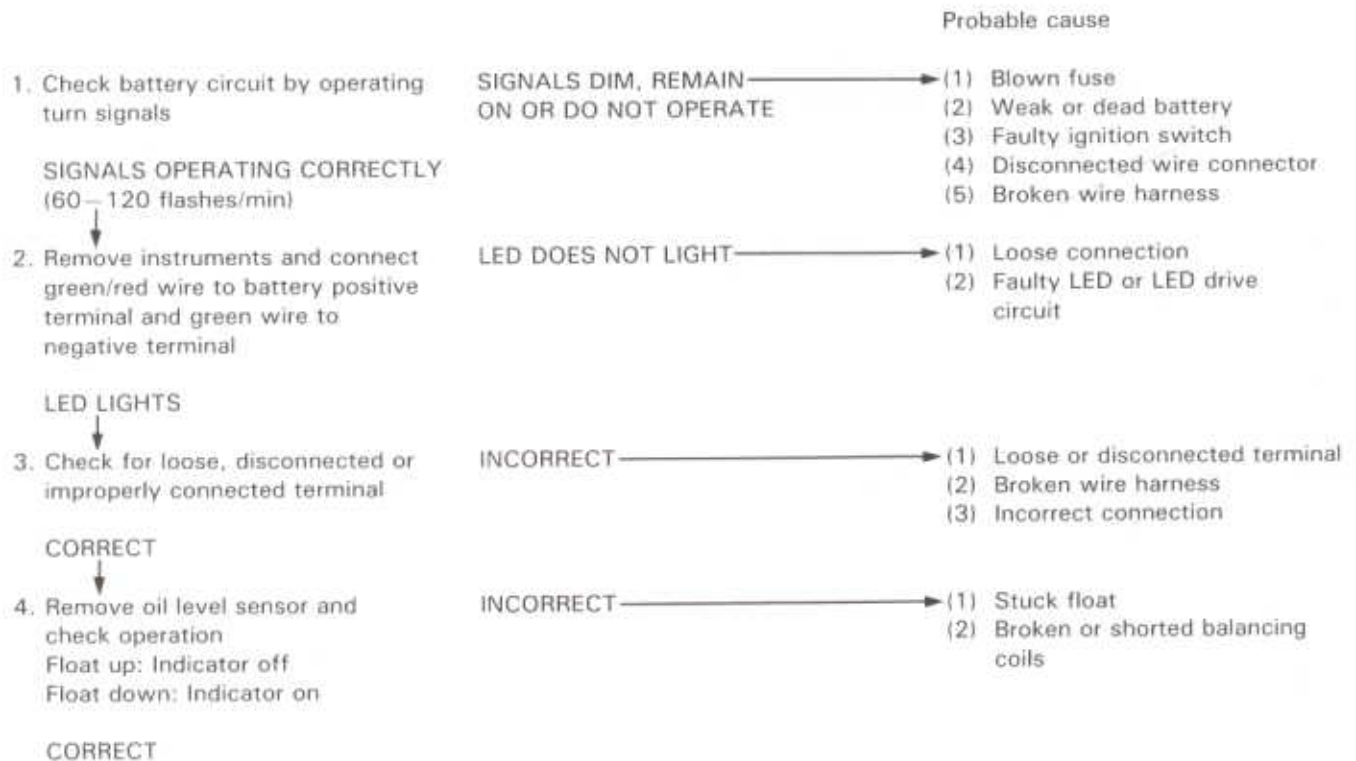 Probable cause
1. Check battery circuit by operating
turn signals
SIGNALS DIM, REMAIN
ON OR DO NOT OPERATE
(1) Blown fuse
(2) Weak or dead battery
(3) Faulty ignition switch
(4) Disconnected wire connector
(5) Broken wire harness
SIGNALS OPERATING CORRECTLY
(60–120 flashes/min)
2. Remove instruments and connect
green/red wire to battery positive
terminal and green wire to
negative terminal
LED DOES NOT LIGHT
(1) Loose connection
(2) Faulty LED or LED drive
circuit
LED LIGHTS
3. Check for loose, disconnected or
improperly connected terminal
INCORRECT
(1) Loose or disconnected terminal
(2) Broken wire harness
(3) Incorrect connection
CORRECT
4. Remove oil level sensor and
check operation
Float up: Indicator off
Float down: Indicator on
INCORRECT
(1) Stuck float
(2) Broken or shorted balancing
coils
CORRECT